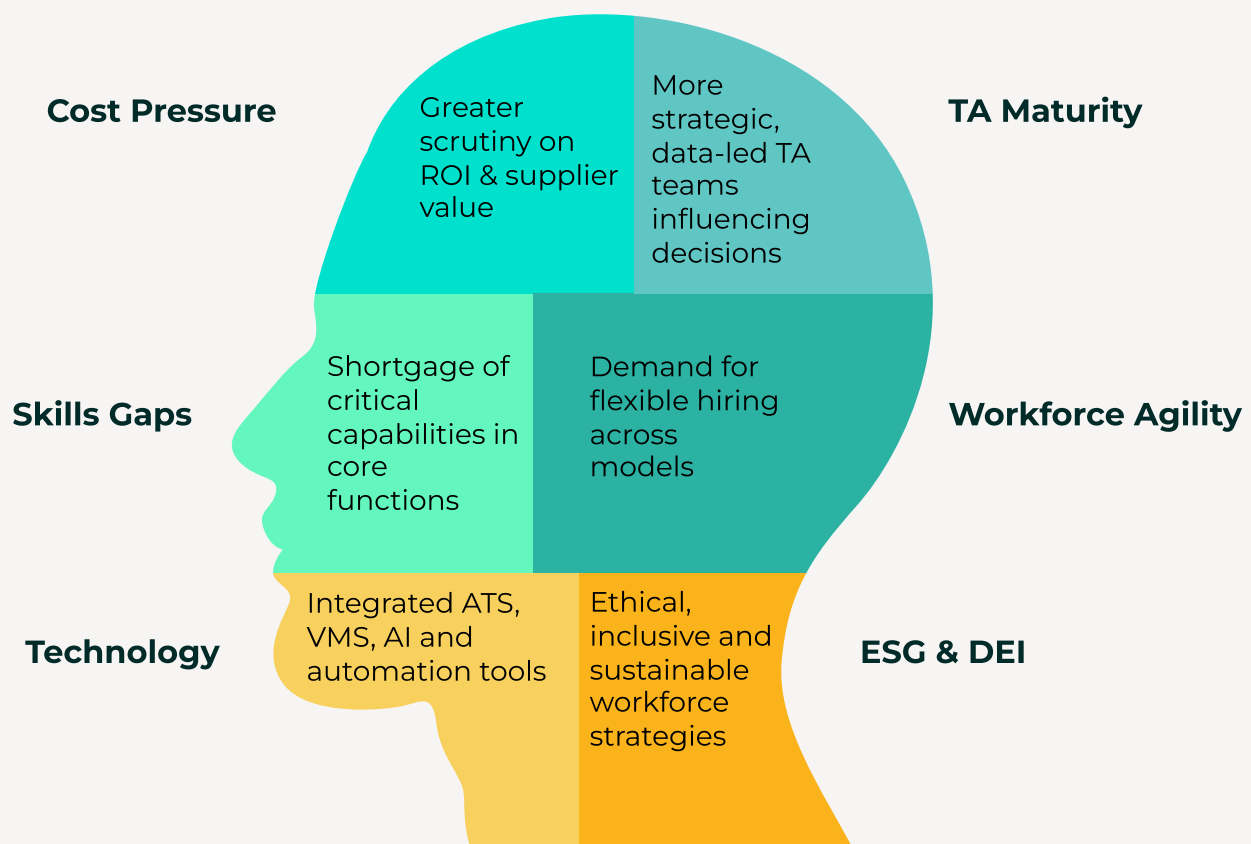 Cost Pressure
Greater
scrutiny on
ROI & supplier
value
More
strategic,
data-led TA
teams
influencing
decisions
TA Maturity
Skills Gaps
Shortgage of
critical
capabilities in
core
functions
Demand for
flexible hiring
across
models
Workforce Agility
Technology
Integrated ATS,
VMS, AI and
automation tools
Ethical,
inclusive and
sustainable
workforce
strategies
ESG & DEI